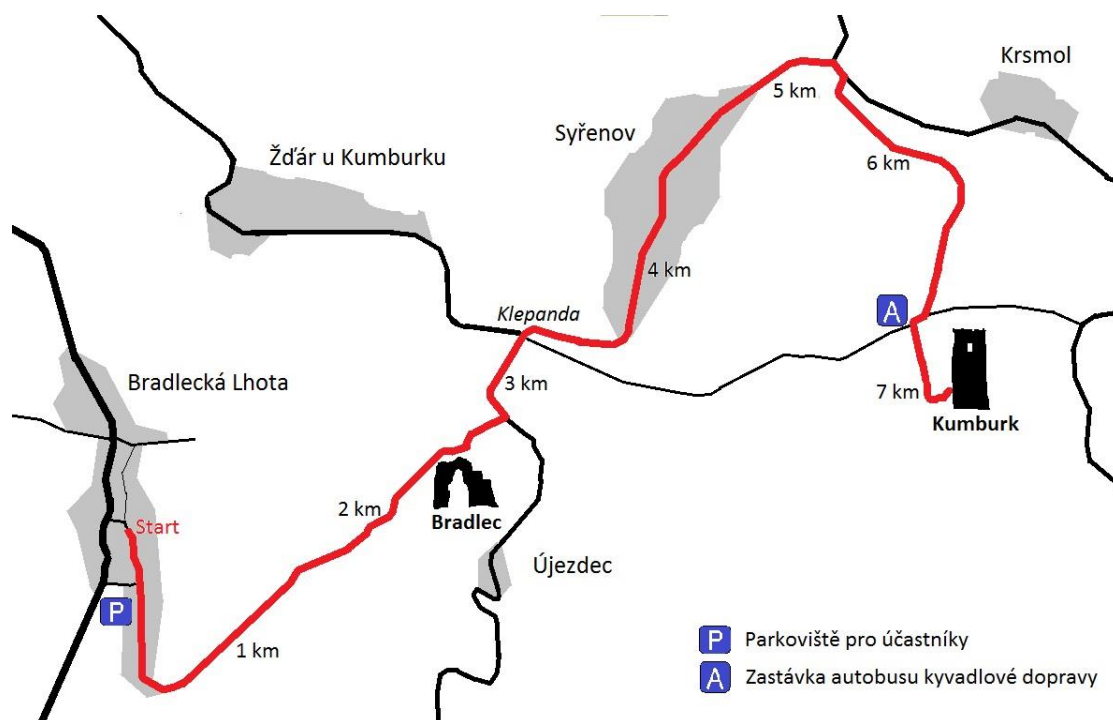 Krsmol
5 km
Syřenov
Žďár u Kumburku
6 km
4 km
A
Klepanda
Bradlecká Lhota
3 km
7 km
Kumburk
2 km
Bradlec
Start
Újezdec
P
1 km
P Parkoviště pro účastníky
A Zastávka autobusu kyvadlové dopravy